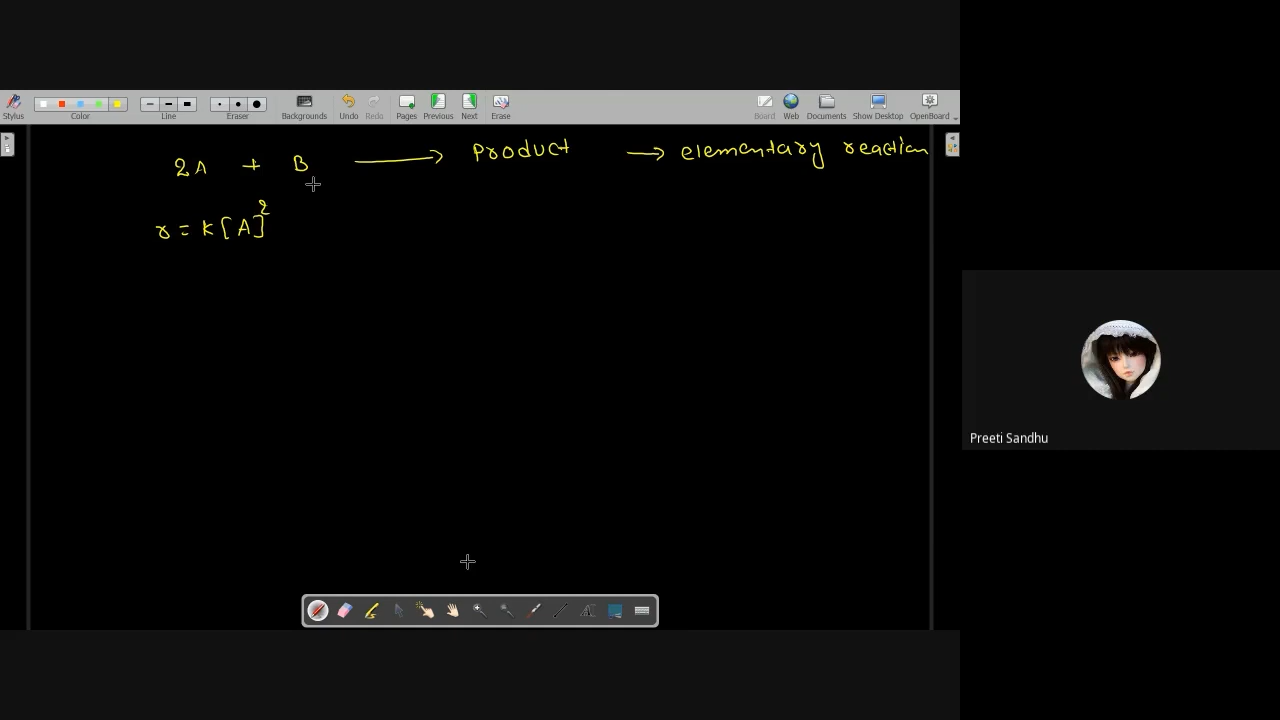 Stylus Color Line Eraser Backgrounds Undo Redo Pages Previous Next Erase Board Web Documents Show Desktop OpenBoard
2A + B → Product → elementary reaction
r = K[A]²
Preeti Sandhu